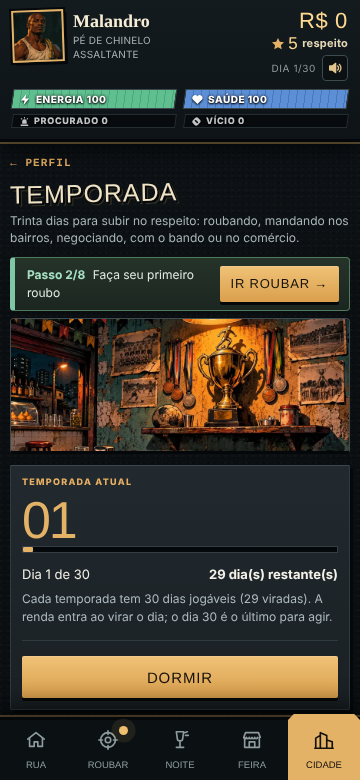 Malandro
PÉ DE CHINELO
ASSALTANTE
R$ 0
5 respeito
DIA 1/30
ENERGIA 100
SAÚDE 100
PROCURADO 0
VÍCIO 0
← PERFIL
TEMPORADA
Trinta dias para subir no respeito: roubando, mandando nos
bairros, negociando, com o bando ou no comércio.
Passo 2/8 Faça seu primeiro
roubo
IR ROUBAR →
TEMPORADA ATUAL
01
Dia 1 de 30
29 dia(s) restante(s)
Cada temporada tem 30 dias jogáveis (29 viradas). A
renda entra ao virar o dia; o dia 30 é o último para agir.
DORMIR
RUA
ROUBAR
NOITE
FEIRA
CIDADE